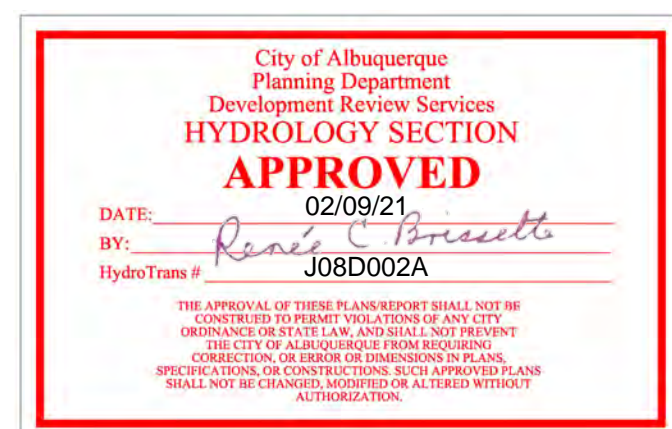 City of Albuquerque
Planning Department
Development Review Services
HYDROLOGY SECTION
APPROVED
DATE: 02/09/21
BY: Renée C. Brissette
HydroTrans # J08D002A
THE APPROVAL OF THESE PLANS/REPORT SHALL NOT BE
CONSTRUED TO PERMIT VIOLATIONS OF ANY CITY
ORDINANCE OR STATE LAW, AND SHALL NOT PREVENT
THE CITY OF ALBUQUERQUE FROM REQUIRING
CORRECTION, OR ERROR OR DIMENSIONS IN PLANS,
SPECIFICATIONS, OR CONSTRUCTIONS. SUCH APPROVED PLANS
SHALL NOT BE CHANGED, MODIFIED OR ALTERED WITHOUT
AUTHORIZATION.